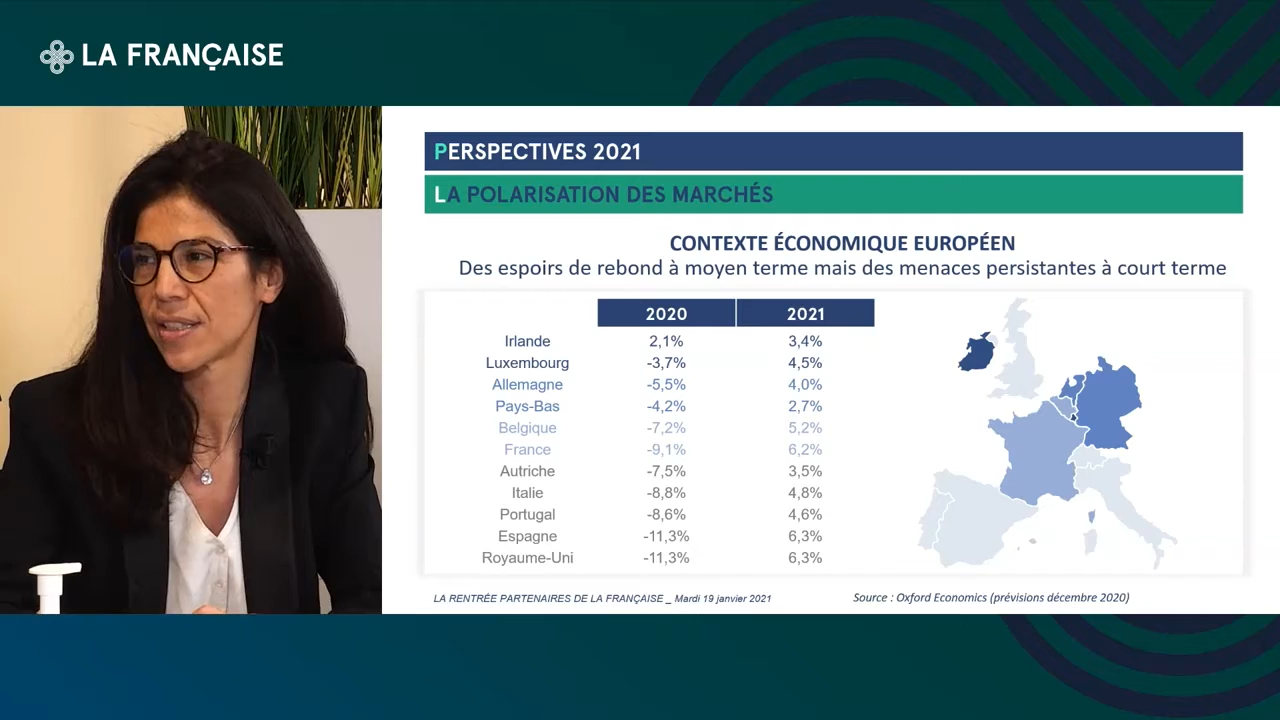 LA FRANÇAISE
PERSPECTIVES 2021
LA POLARISATION DES MARCHÉS
CONTEXTE ÉCONOMIQUE EUROPÉEN
Des espoirs de rebond à moyen terme mais des menaces persistantes à court terme
2020 2021
Irlande 2,1% 3,4%
Luxembourg -3,7% 4,5%
Allemagne -5,5% 4,0%
Pays-Bas -4,2% 2,7%
Belgique -7,2% 5,2%
France -9,1% 6,2%
Autriche -7,5% 3,5%
Italie -8,8% 4,8%
Portugal -8,6% 4,6%
Espagne -11,3% 6,3%
Royaume-Uni -11,3% 6,3%
LA RENTRÉE PARTENAIRES DE LA FRANÇAISE _ Mardi 19 janvier 2021
Source : Oxford Economics (prévisions décembre 2020)